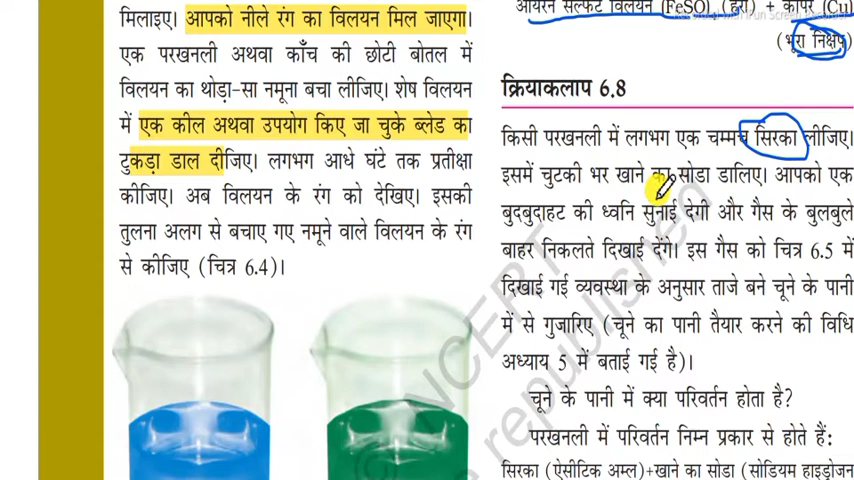 मिलाइए। आपको नीले रंग का विलयन मिल जाएगा।
एक परखनली अथवा काँच की छोटी बोतल में
विलयन का थोड़ा-सा नमूना बचा लीजिए। शेष विलयन
में एक कील अथवा उपयोग किए जा चुके ब्लेड का
टुकड़ा डाल दीजिए। लगभग आधे घंटे तक प्रतीक्षा
कीजिए। अब विलयन के रंग को देखिए। इसकी
तुलना अलग से बचाए गए नमूने वाले विलयन के रंग
से कीजिए (चित्र 6.4)।
आयरन सल्फेट विलयन (FeSO) (हरा) + कॉपर (Cu)
(भूरा निक्षेप)
क्रियाकलाप 6.8
किसी परखनली में लगभग एक चम्मच सिरका लीजिए।
इसमें चुटकी भर खाने का सोडा डालिए। आपको एक
बुदबुदाहट की ध्वनि सुनाई देगी और गैस के बुलबुले
बाहर निकलते दिखाई देंगे। इस गैस को चित्र 6.5 में
दिखाई गई व्यवस्था के अनुसार ताजे बने चूने के पानी
में से गुजारिए (चूने का पानी तैयार करने की विधि
अध्याय 5 में बताई गई है)।
चूने के पानी में क्या परिवर्तन होता है?
परखनली में परिवर्तन निम्न प्रकार से होते हैं:
सिरका (ऐसीटिक अम्ल)+खाने का सोडा (सोडियम हाइड्रोजन
© NCERT
republished